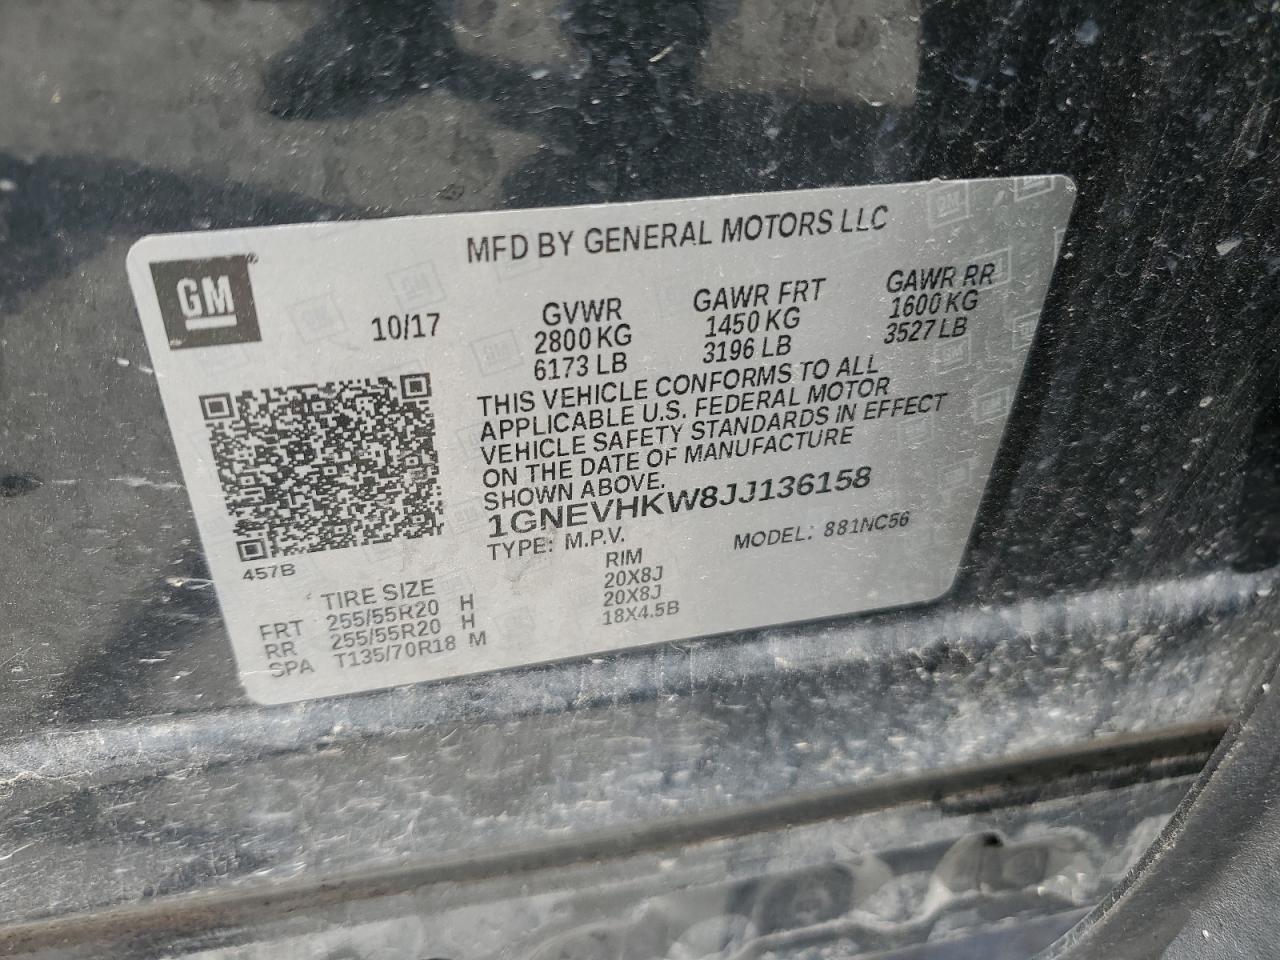 MFD BY GENERAL MOTORS LLC
GM
10/17
GVWR GAWR FRT GAWR RR
2800 KG 1450 KG 1600 KG
6173 LB 3196 LB 3527 LB
THIS VEHICLE CONFORMS TO ALL
APPLICABLE U.S. FEDERAL MOTOR
VEHICLE SAFETY STANDARDS IN EFFECT
ON THE DATE OF MANUFACTURE
SHOWN ABOVE.
1GNEVHKW8JJ136158
TYPE: M.P.V. MODEL: 881NC56
457B
TIRE SIZE RIM
FRT 255/55R20 H 20X8J
RR 255/55R20 H 20X8J
SPA T135/70R18 M 18X4.5B